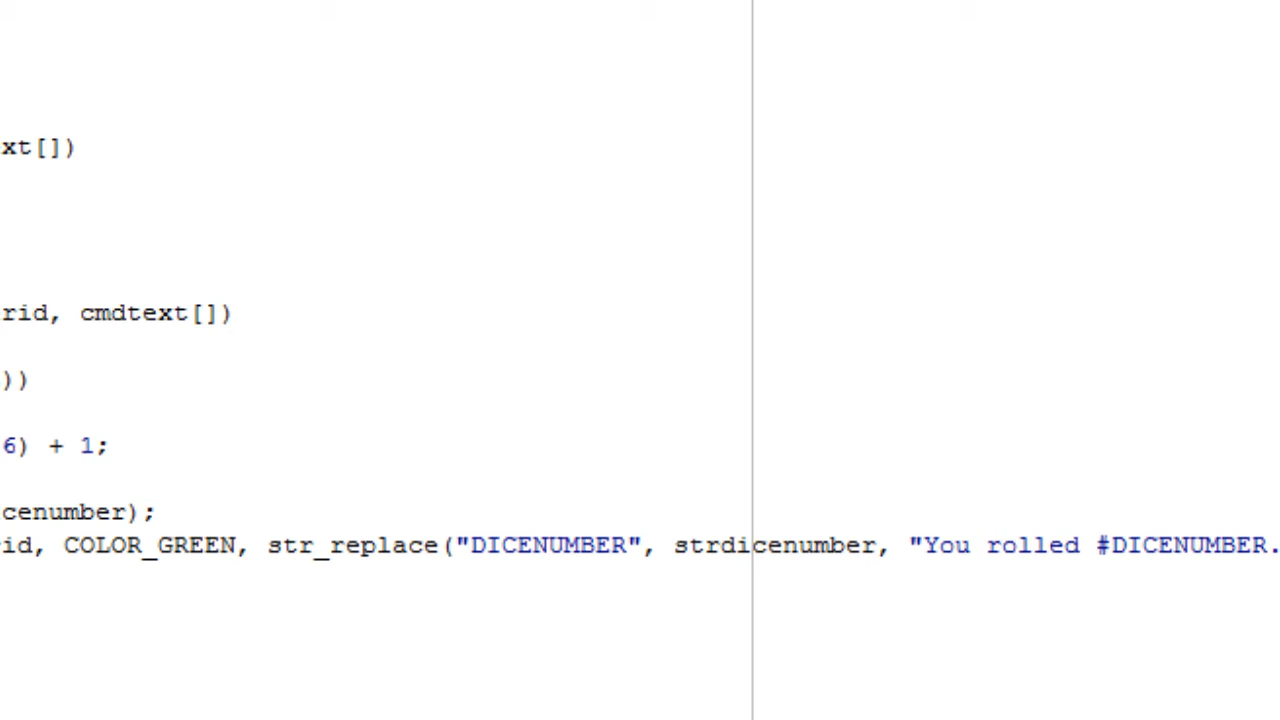 xt[])
rid, cmdtext[])
))
6) + 1;
cenumber);
id, COLOR_GREEN, str_replace("DICENUMBER", strdicenumber, "You rolled #DICENUMBER.